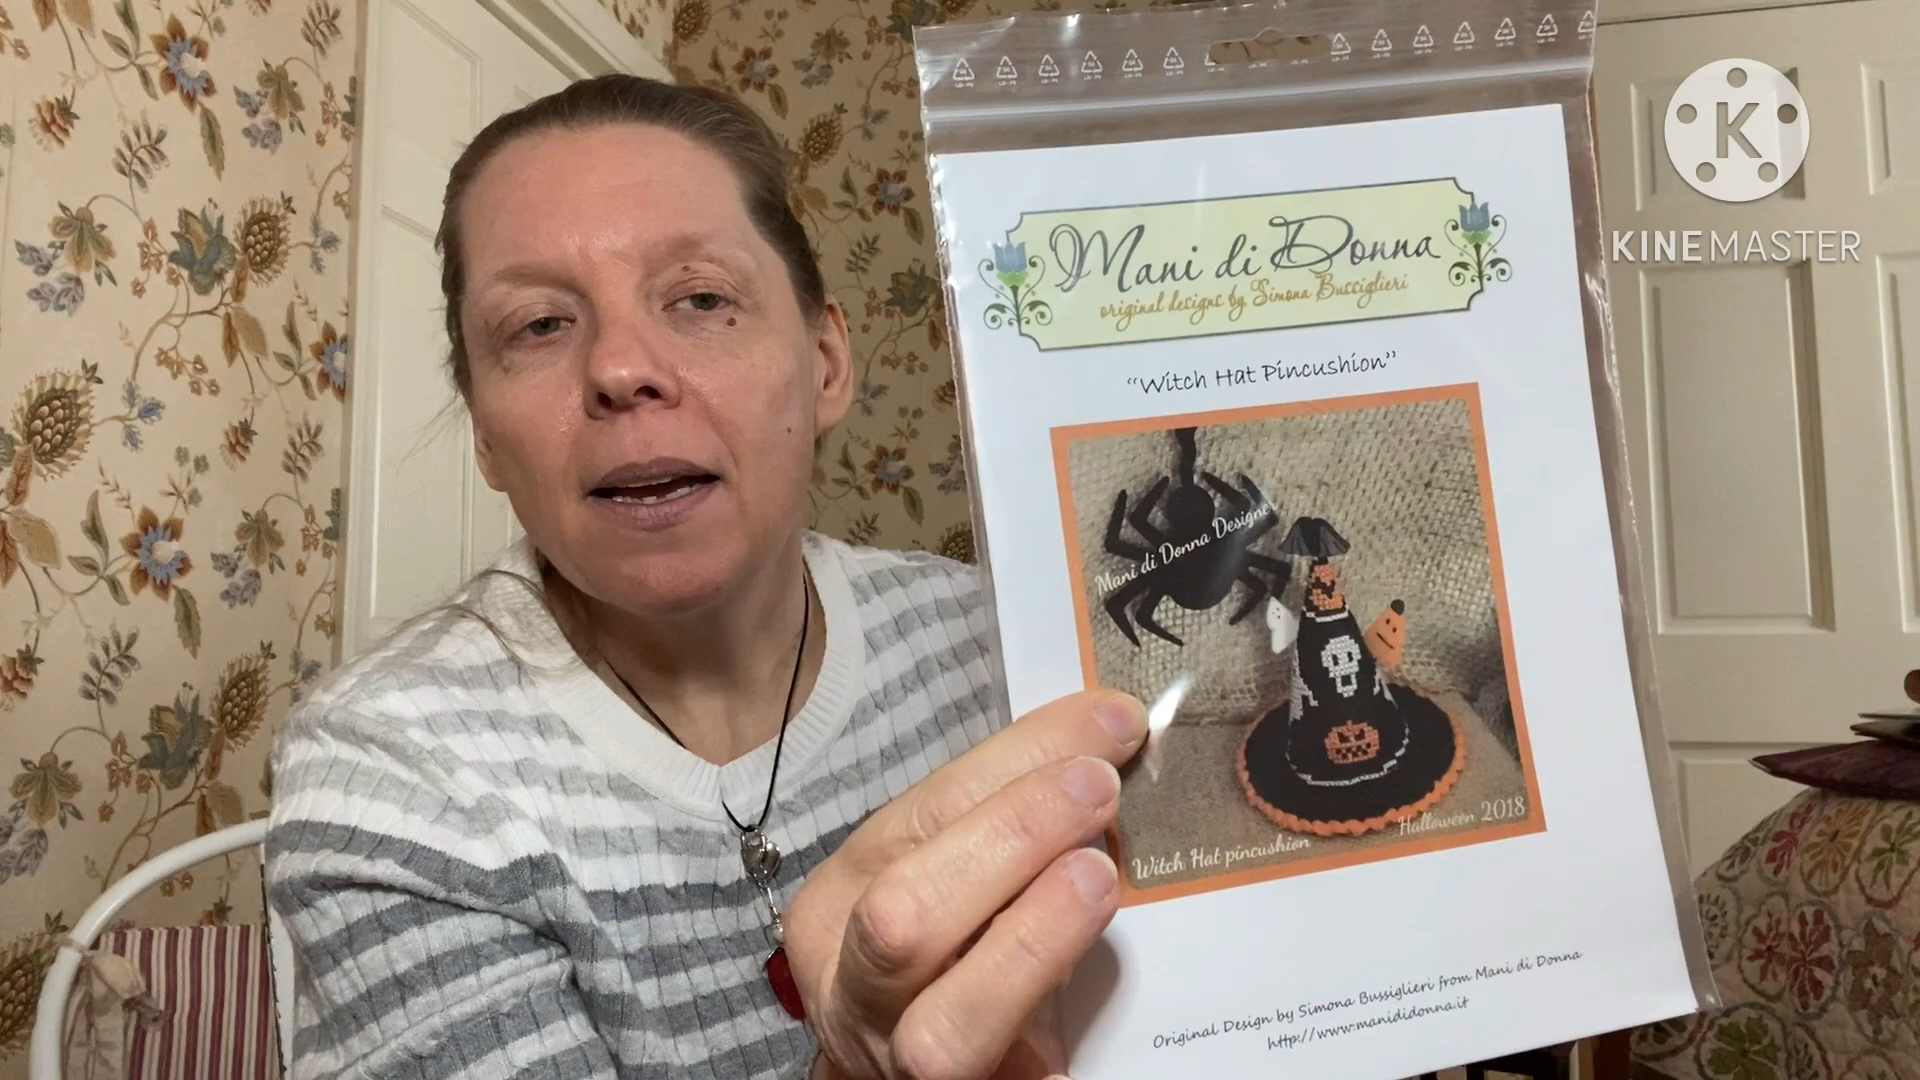 K
KINEMASTER
Mani di Donna
original designs by Simona Bussiglieri
"Witch Hat Pincushion"
Mani di Donna Designer
Halloween 2018
Witch Hat pincushion
Original Design by Simona Bussiglieri from Mani di Donna
http://www.manididonna.it